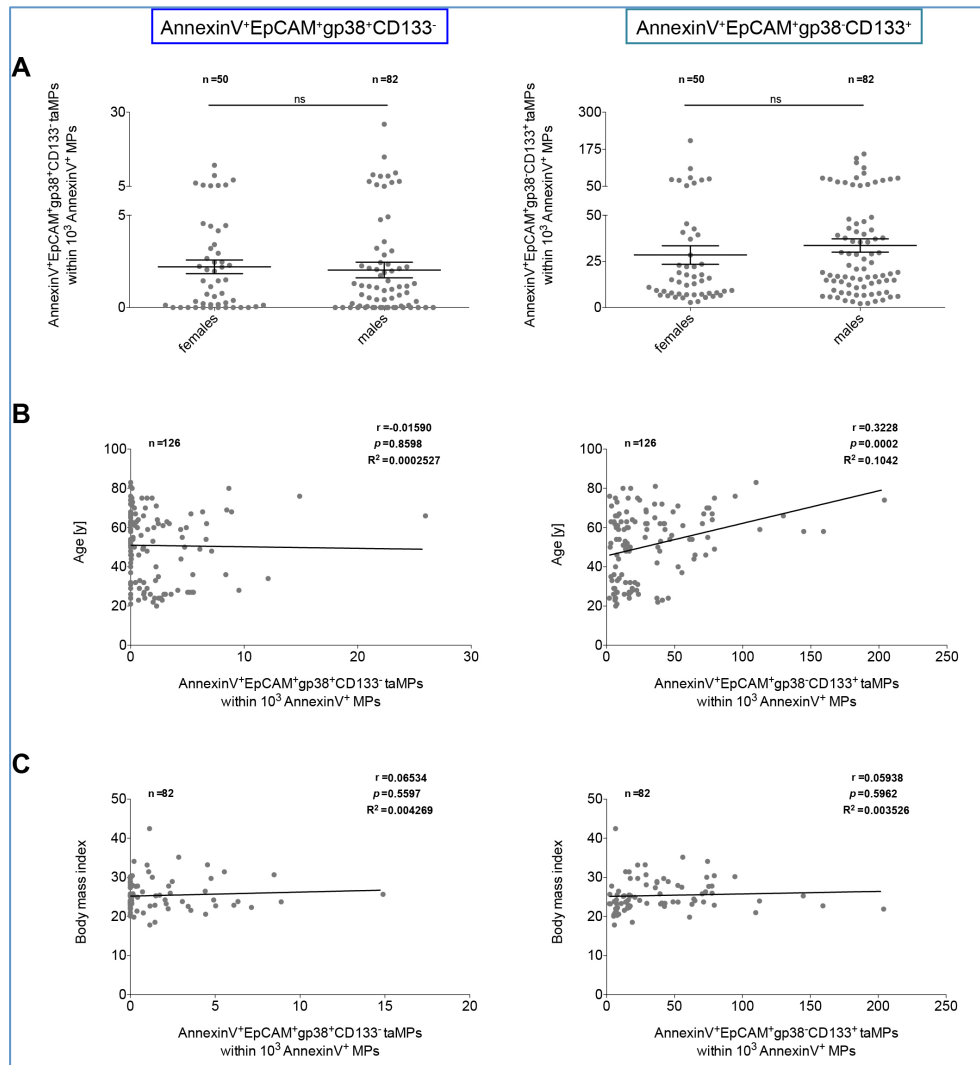 AnnexinV⁺EpCAM⁺gp38⁺CD133⁻
AnnexinV⁺EpCAM⁺gp38⁻CD133⁺
A
AnnexinV⁺EpCAM⁺gp38⁺CD133⁻ taMPs
within 10³ AnnexinV⁺ MPs
n=50
n=82
ns
30
5
5
0
females
males
AnnexinV⁺EpCAM⁺gp38⁻CD133⁺ taMPs
within 10³ AnnexinV⁺ MPs
n=50
n=82
ns
300
175
50
50
25
0
females
males
B
n=126
r=-0.01590
p=0.8598
R²=0.0002527
Age [y]
100
80
60
40
20
0
0
10
20
30
AnnexinV⁺EpCAM⁺gp38⁺CD133⁻ taMPs
within 10³ AnnexinV⁺ MPs
n=126
r=0.3228
p=0.0002
R²=0.1042
Age [y]
100
80
60
40
20
0
0
50
100
150
200
250
AnnexinV⁺EpCAM⁺gp38⁻CD133⁺ taMPs
within 10³ AnnexinV⁺ MPs
C
n=82
r=0.06534
p=0.5597
R²=0.004269
Body mass index
50
40
30
20
10
0
0
5
10
15
20
AnnexinV⁺EpCAM⁺gp38⁺CD133⁻ taMPs
within 10³ AnnexinV⁺ MPs
n=82
r=0.05938
p=0.5962
R²=0.003526
Body mass index
50
40
30
20
10
0
0
50
100
150
200
250
AnnexinV⁺EpCAM⁺gp38⁻CD133⁺ taMPs
within 10³ AnnexinV⁺ MPs